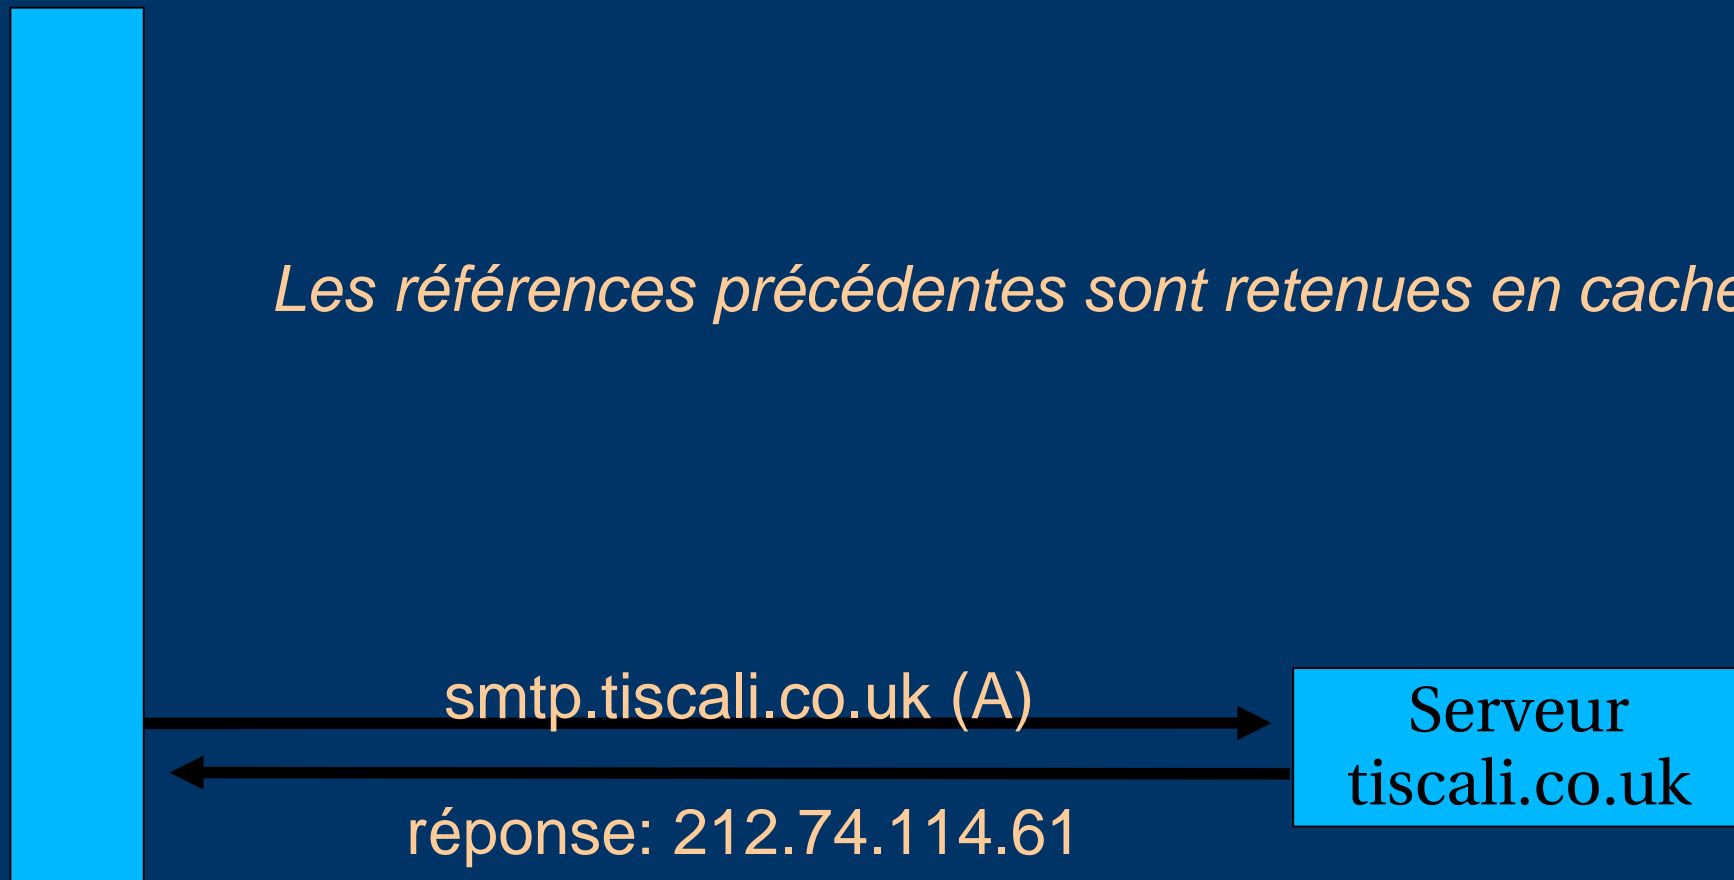 Les références précédentes sont retenues en cache
smtp.tiscali.co.uk (A)
Serveur
tiscali.co.uk
réponse: 212.74.114.61